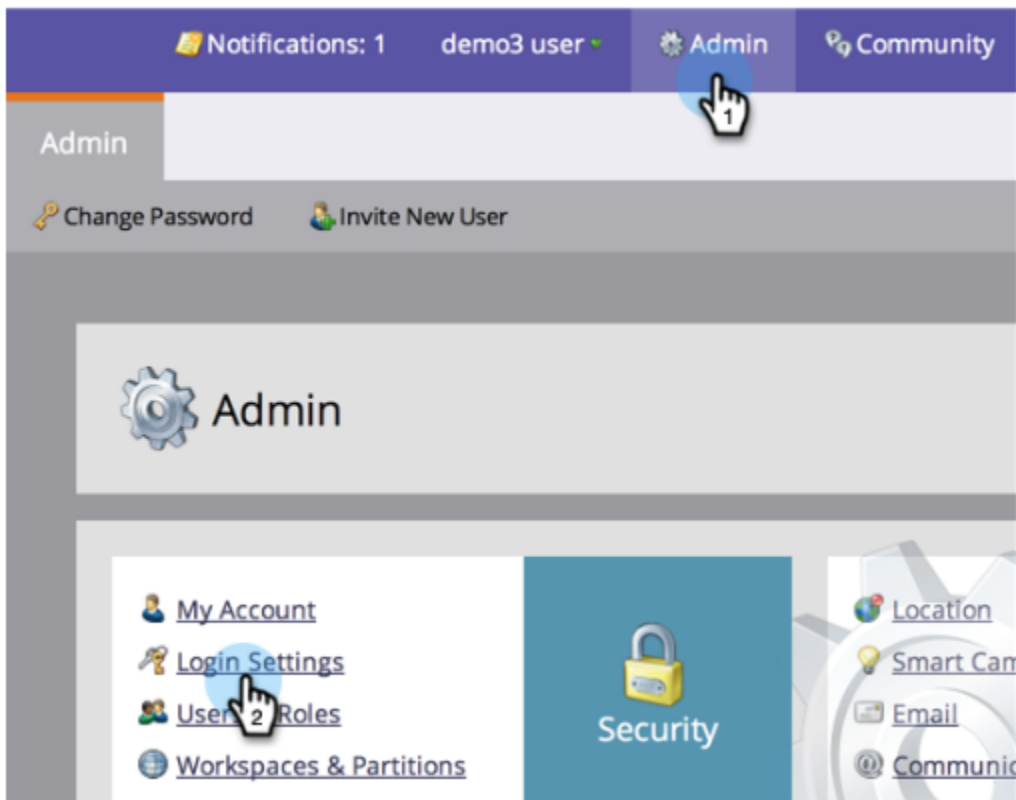 Notifications: 1 demo3 user Admin Community
1
Admin
Change Password Invite New User
Admin
My Account
Login Settings
2
Roles
Workspaces & Partitions
Security
Location
Smart
Email